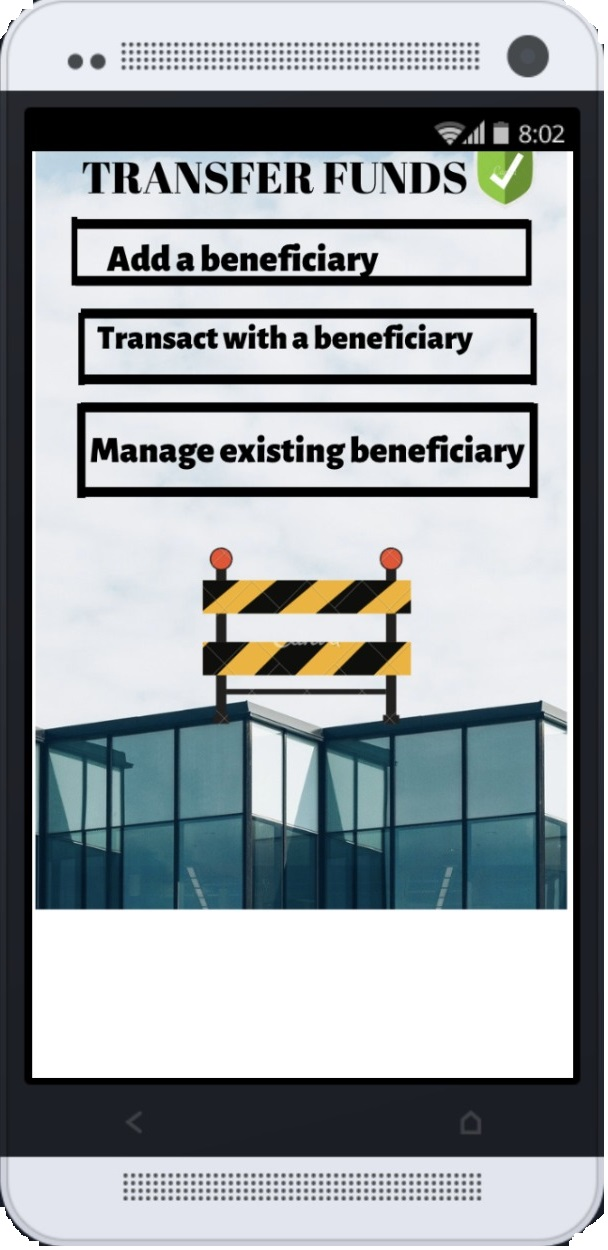 8:02
TRANSFER FUNDS
Add a beneficiary
Transact with a beneficiary
Manage existing beneficiary